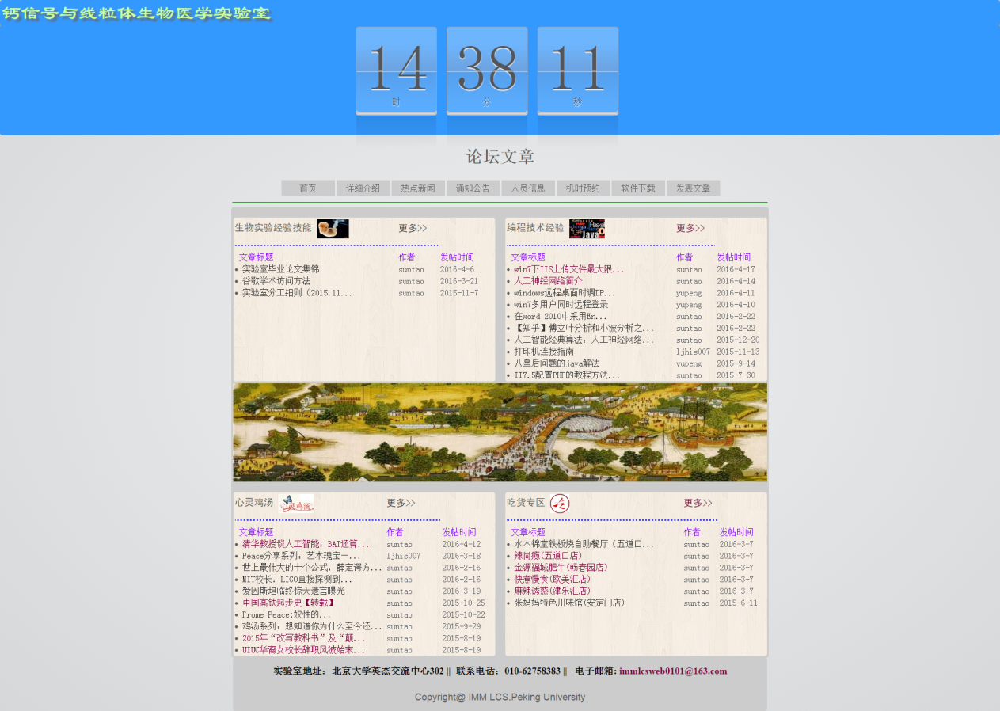 钙信号与线粒体生物医学实验室
14 38 11
时 分 秒
论坛文章
首页 详细介绍 热点新闻 通知公告 人员信息 机时预约 软件下载 发表文章
生物实验经验技能 更多>>
文章标题 作者 发帖时间
实验室毕业论文集锦 suntao 2016-4-6
谷歌学术访问方法 suntao 2016-3-21
实验室分工细则（2015.11... suntao 2015-11-7
编程技术经验 Java 更多>>
文章标题 作者 发帖时间
win7下IIS上传文件最大限... suntao 2016-4-17
人工神经网络简介 suntao 2016-4-14
windows远程桌面时调DP... yupeng 2016-4-11
win7多用户同时远程登录 yupeng 2016-4-10
在word 2010中采用En... suntao 2016-2-22
【知乎】傅立叶分析和小波分析之... suntao 2016-2-22
人工智能经典算法：人工神经网络... suntao 2015-12-20
打印机连接指南 ljhis007 2015-11-13
八皇后问题的java解法 yupeng 2015-9-14
II7.5配置PHP的教程方法... suntao 2015-7-30
心灵鸡汤 心灵鸡汤 更多>>
文章标题 作者 发帖时间
清华教授谈人工智能：BAT还算... suntao 2016-4-12
Peace分享系列：艺术瑰宝一... ljhis007 2016-3-18
世上最伟大的十个公式，薛定谔方... suntao 2016-2-16
MIT校长：LIGO直接探测到... suntao 2016-2-16
爱因斯坦临终惊天遗言曝光 suntao 2016-3-19
中国高铁起步史【转载】 suntao 2015-10-25
Frome Peace:奴性的... suntao 2015-10-22
鸡汤系列：想知道你为什么至今还... suntao 2015-9-29
2015年“改写教科书”及“颠... suntao 2015-8-19
UIUC华裔女校长辞职风波始末... suntao 2015-8-19
吃货专区 吃 更多>>
文章标题 作者 发帖时间
水木锦堂铁板烧自助餐厅（五道口... suntao 2016-3-7
辣尚瘾(五道口店) suntao 2016-3-7
金源福城肥牛(畅春园店) suntao 2016-3-7
快煮慢食(欧美汇店) suntao 2016-3-7
麻辣诱惑(津乐汇店) suntao 2016-3-7
张妈妈特色川味馆(安定门店) suntao 2015-6-11
实验室地址：北京大学英杰交流中心302 || 联系电话：010-62758383 || 电子邮箱: immlcsweb0101@163.com
Copyright@ IMM LCS,Peking University